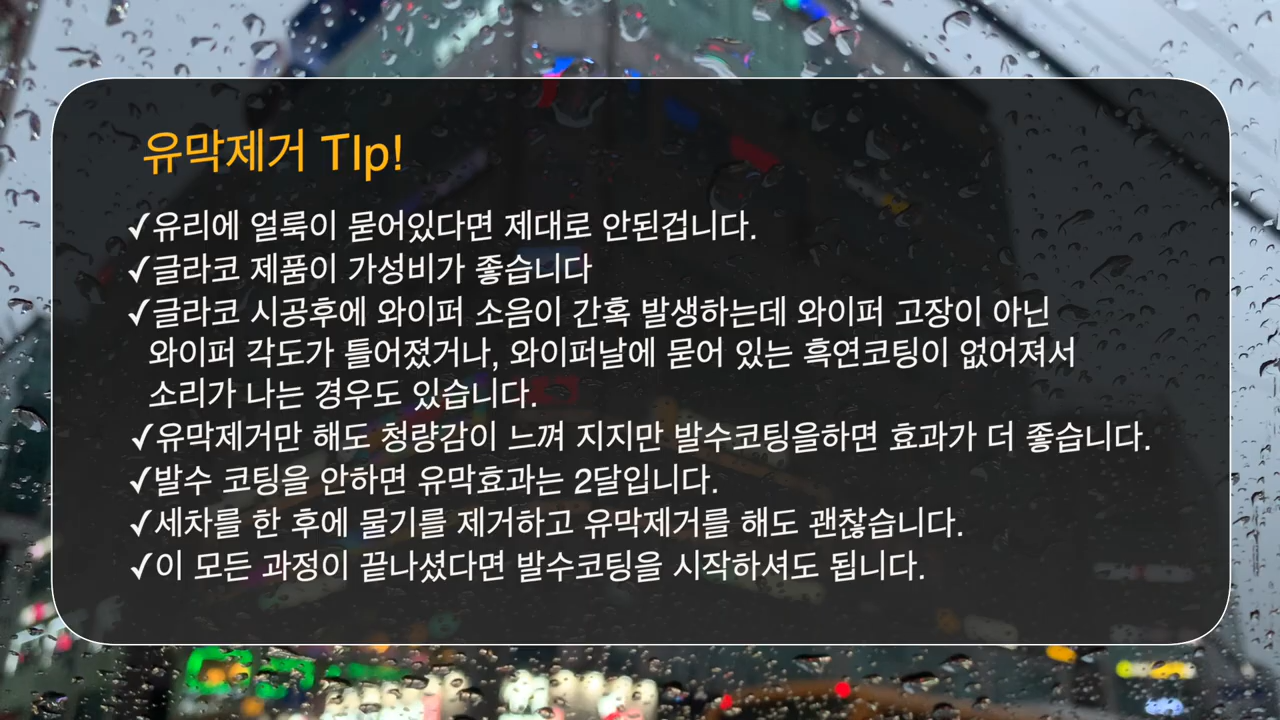 유막제거 TIp!
✓유리에 얼룩이 묻어있다면 제대로 안된겁니다.
✓글라코 제품이 가성비가 좋습니다
✓글라코 시공후에 와이퍼 소음이 간혹 발생하는데 와이퍼 고장이 아닌
와이퍼 각도가 틀어졌거나, 와이퍼날에 묻어 있는 흑연코팅이 없어져서
소리가 나는 경우도 있습니다.
✓유막제거만 해도 청량감이 느껴 지지만 발수코팅을하면 효과가 더 좋습니다.
✓발수 코팅을 안하면 유막효과는 2달입니다.
✓세차를 한 후에 물기를 제거하고 유막제거를 해도 괜찮습니다.
✓이 모든 과정이 끝나셨다면 발수코팅을 시작하셔도 됩니다.